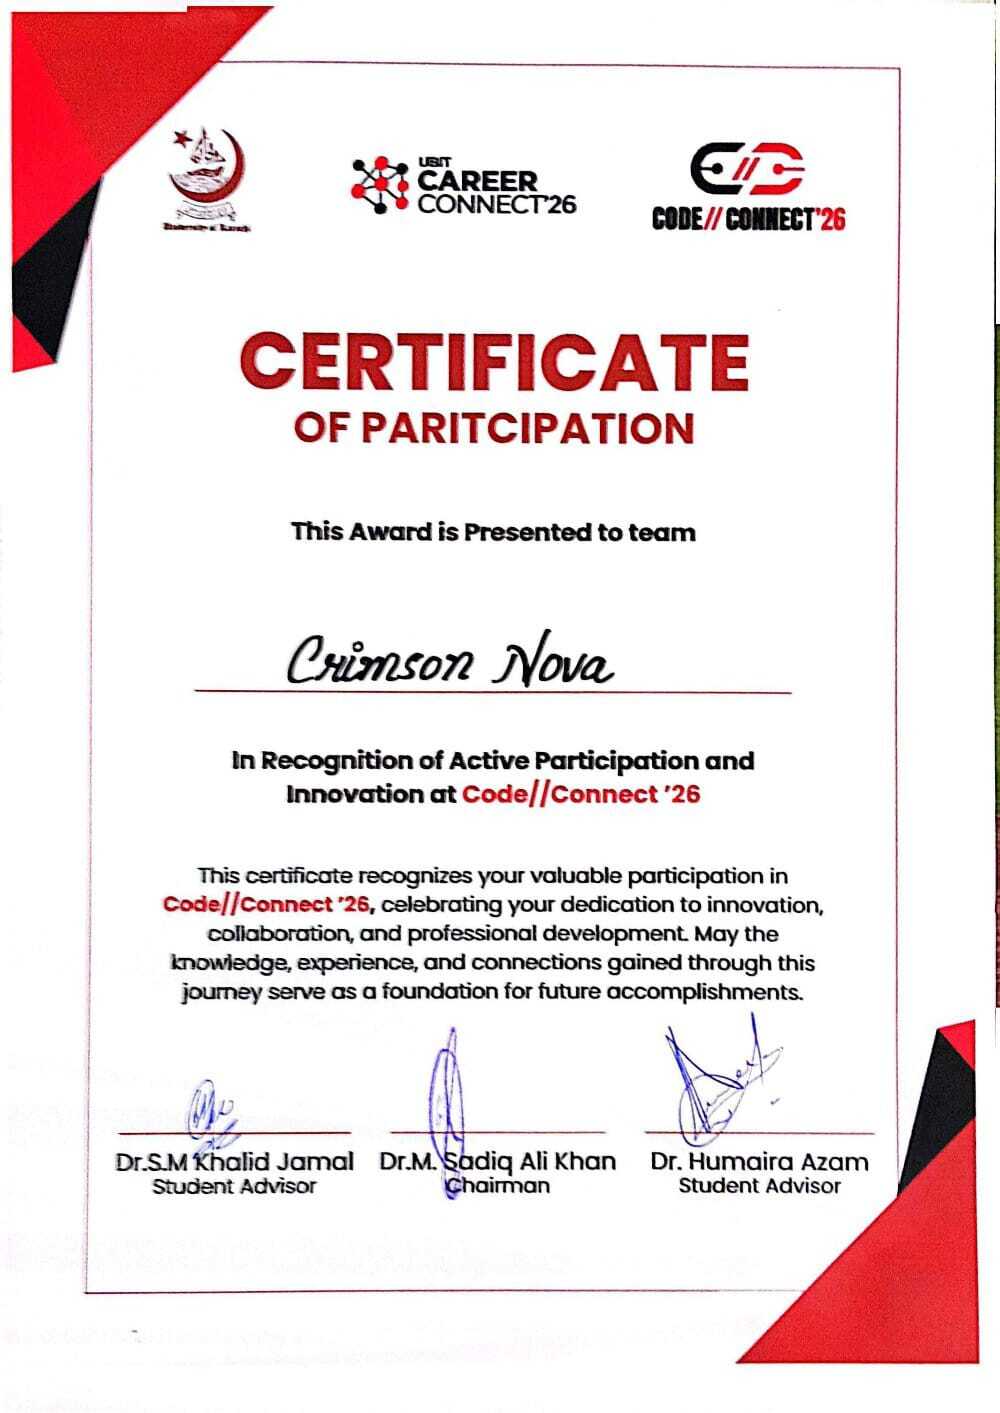 University of Karachi
UBIT
CAREER
CONNECT'26
CODE//CONNECT'26
CERTIFICATE
OF PARITCIPATION
This Award is Presented to team
Crimson Nova
In Recognition of Active Participation and
Innovation at Code//Connect '26
This certificate recognizes your valuable participation in
Code//Connect '26, celebrating your dedication to innovation,
collaboration, and professional development. May the
knowledge, experience, and connections gained through this
journey serve as a foundation for future accomplishments.
Dr.S.M Khalid Jamal Dr.M. Sadiq Ali Khan Dr. Humaira Azam
Student Advisor Chairman Student Advisor